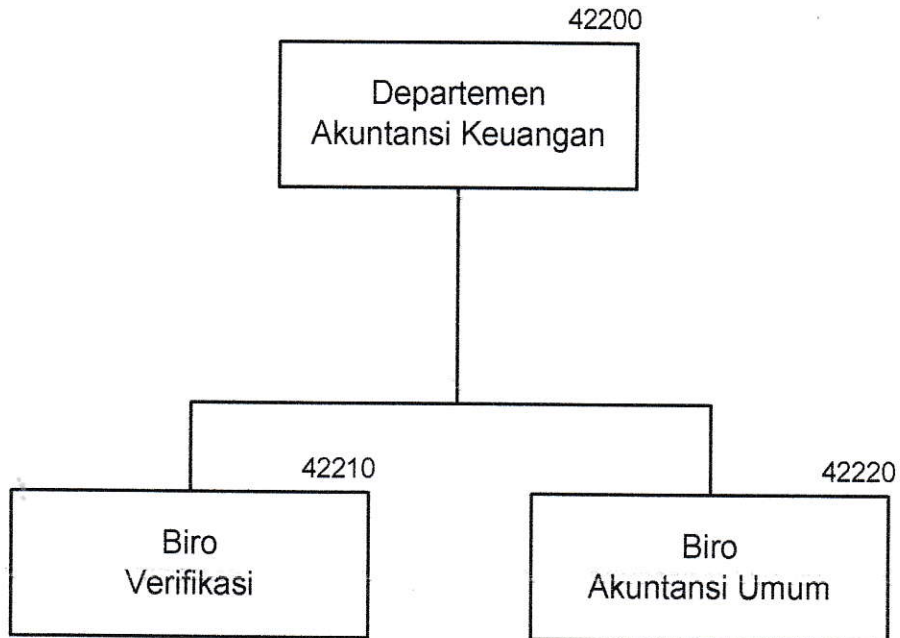 42200
Departemen
Akuntansi Keuangan
42210
Biro
Verifikasi
42220
Biro
Akuntansi Umum